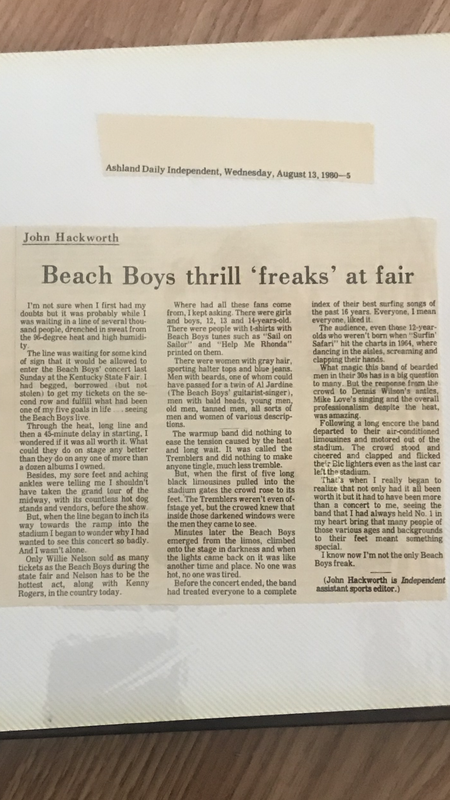 Ashland Daily Independent, Wednesday, August 13, 1980—5
John Hackworth
Beach Boys thrill 'freaks' at fair
I'm not sure when I first had my
doubts but it was probably while I
was waiting in a line of several thou-
sand people, drenched in sweat from
the 96-degree heat and high humidi-
ty.
The line was waiting for some kind
of sign that it would be allowed to
enter the Beach Boys' concert last
Sunday at the Kentucky State Fair. I
had begged, borrowed (but not
stolen) to get my tickets on the se-
cond row and fulfill what had been
one of my five goals in life . . . seeing
the Beach Boys live.
Through the heat, long line and
then a 45-minute delay in starting, I
wondered if it was all worth it. What
could they do on stage any better
than they do on any one of more than
a dozen albums I owned.
Besides, my sore feet and aching
ankles were telling me I shouldn't
have taken the grand tour of the
midway, with its countless hot dog
stands and vendors, before the show.
But, when the line began to inch its
way towards the ramp into the
stadium I began to wonder why I had
wanted to see this concert so badly.
And I wasn't alone.
Only Willie Nelson sold as many
tickets as the Beach Boys during the
state fair and Nelson has to be the
hottest act, along with Kenny
Rogers, in the country today.
Where had all these fans come
from, I kept asking. There were girls
and boys, 12, 13 and 14-years-old.
There were people with t-shirts with
Beach Boys tunes such as "Sail on
Sailor" and "Help Me Rhonda"
printed on them.
There were women with gray hair,
sporting halter tops and blue jeans.
Men with beards, one of whom could
have passed for a twin of Al Jardine
(The Beach Boys' guitarist-singer),
men with bald heads, young men,
old men, tanned men, all sorts of
men and women of various descrip-
tions.
The warmup band did nothing to
ease the tension caused by the heat
and long wait. It was called the
Tremblers and did nothing to make
anyone tingle, much less tremble.
But, when the first of five long
black limousines pulled into the
stadium gates the crowd rose to its
feet. The Tremblers weren't even of-
fstage yet, but the crowed knew that
inside those darkened windows were
the men they came to see.
Minutes later the Beach Boys
emerged from the limos, climbed
onto the stage in darkness and when
the lights came back on it was like
another time and place. No one was
hot, no one was tired.
Before the concert ended, the band
had treated everyone to a complete
index of their best surfing songs of
the past 16 years. Everyone, I mean
everyone, liked it.
The audience, even those 12-year-
olds who weren't born when "Surfin'
Safari" hit the charts in 1964, where
dancing in the aisles, screaming and
clapping their hands.
What magic this band of bearded
men in their 30s has is a big question
to many. But the response from the
crowd to Dennis Wilson's antics,
Mike Love's singing and the overall
professionalism despite the heat,
was amazing.
Following a long encore the band
departed to their air-conditioned
limousines and motored out of the
stadium. The crowd stood and
cheered and clapped and flicked
their Bic lighters even as the last car
left the stadium.
That's when I really began to
realize that not only had it all been
worth it but it had to have been more
than a concert to me, seeing the
band that I had always held No. 1 in
my heart bring that many people of
those various ages and backgrounds
to their feet meant something
special.
I know now I'm not the only Beach
Boys freak.
(John Hackworth is Independent
assistant sports editor.)